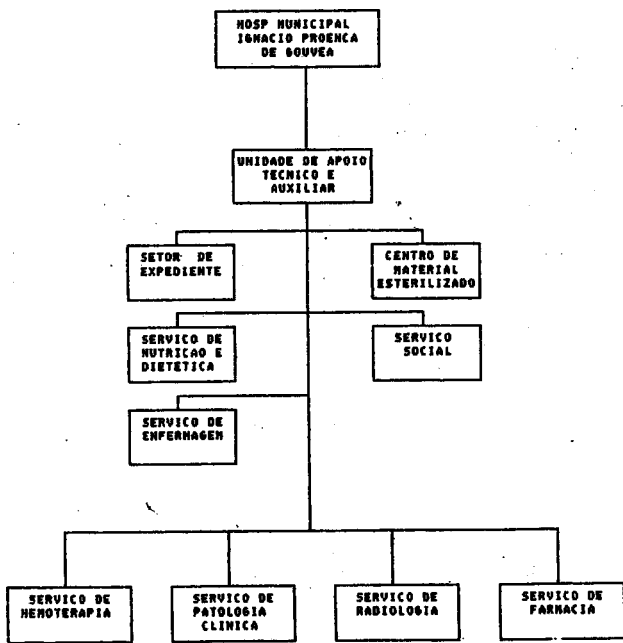 HOSP MUNICIPAL
IGNACIO PROENCA
DE GOUVEA
UNIDADE DE APOIO
TECNICO E
AUXILIAR
SETOR DE
EXPEDIENTE
CENTRO DE
MATERIAL
ESTERILIZADO
SERVICO DE
NUTRICAO E
DIETETICA
SERVICO
SOCIAL
SERVICO DE
ENFERMAGEM
SERVICO DE
HEMOTERAPIA
SERVICO DE
PATOLOGIA
CLINICA
SERVICO DE
RADIOLOGIA
SERVICO DE
FARMACIA